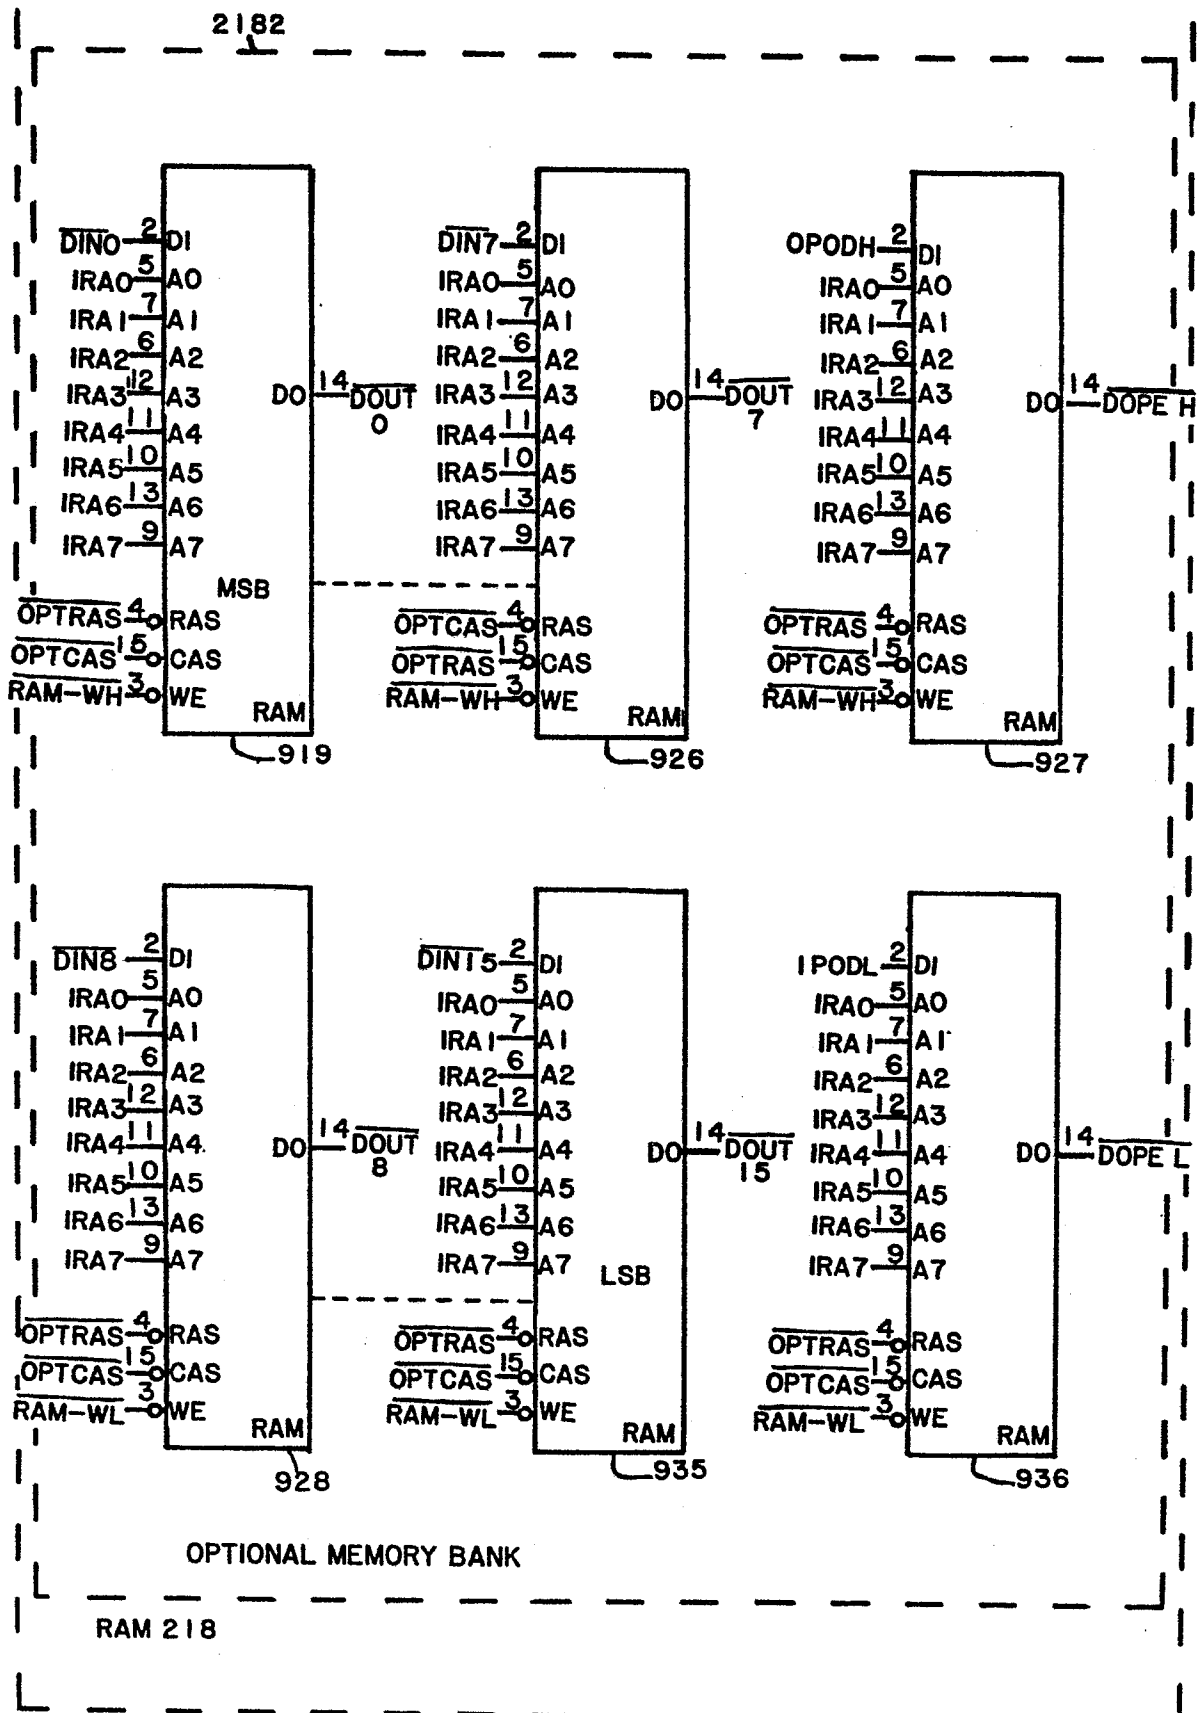 2182
DIN0 2 DI
IRA0 5 A0
IRA1 7 A1
IRA2 6 A2
IRA3 12 A3
IRA4 11 A4
IRA5 10 A5
IRA6 13 A6
IRA7 9 A7
DO 14 DOUT
0
MSB
OPTRAS 4 RAS
OPTCAS 15 CAS
RAM-WH 3 WE
RAM
919
DIN7 2 DI
IRA0 5 A0
IRA1 7 A1
IRA2 6 A2
IRA3 12 A3
IRA4 11 A4
IRA5 10 A5
IRA6 13 A6
IRA7 9 A7
DO 14 DOUT
7
OPTCAS 4 RAS
OPTRAS 15 CAS
RAM-WH 3 WE
RAM
926
OPODH 2 DI
IRA0 5 A0
IRA1 7 A1
IRA2 6 A2
IRA3 12 A3
IRA4 11 A4
IRA5 10 A5
IRA6 13 A6
IRA7 9 A7
DO 14 DOPE H
OPTRAS 4 RAS
OPTCAS 15 CAS
RAM-WH 3 WE
RAM
927
DIN8 2 DI
IRA0 5 A0
IRA1 7 A1
IRA2 6 A2
IRA3 12 A3
IRA4 11 A4
IRA5 10 A5
IRA6 13 A6
IRA7 9 A7
DO 14 DOUT
8
OPTRAS 4 RAS
OPTCAS 15 CAS
RAM-WL 3 WE
RAM
928
DIN15 2 DI
IRA0 5 A0
IRA1 7 A1
IRA2 6 A2
IRA3 12 A3
IRA4 11 A4
IRA5 10 A5
IRA6 13 A6
IRA7 9 A7
DO 14 DOUT
15
LSB
OPTRAS 4 RAS
OPTCAS 15 CAS
RAM-WL 3 WE
RAM
935
IPODL 2 DI
IRA0 5 A0
IRA1 7 A1
IRA2 6 A2
IRA3 12 A3
IRA4 11 A4
IRA5 10 A5
IRA6 13 A6
IRA7 9 A7
DO 14 DOPE L
OPTRAS 4 RAS
OPTCAS 15 CAS
RAM-WL 3 WE
RAM
936
OPTIONAL MEMORY BANK
RAM 218